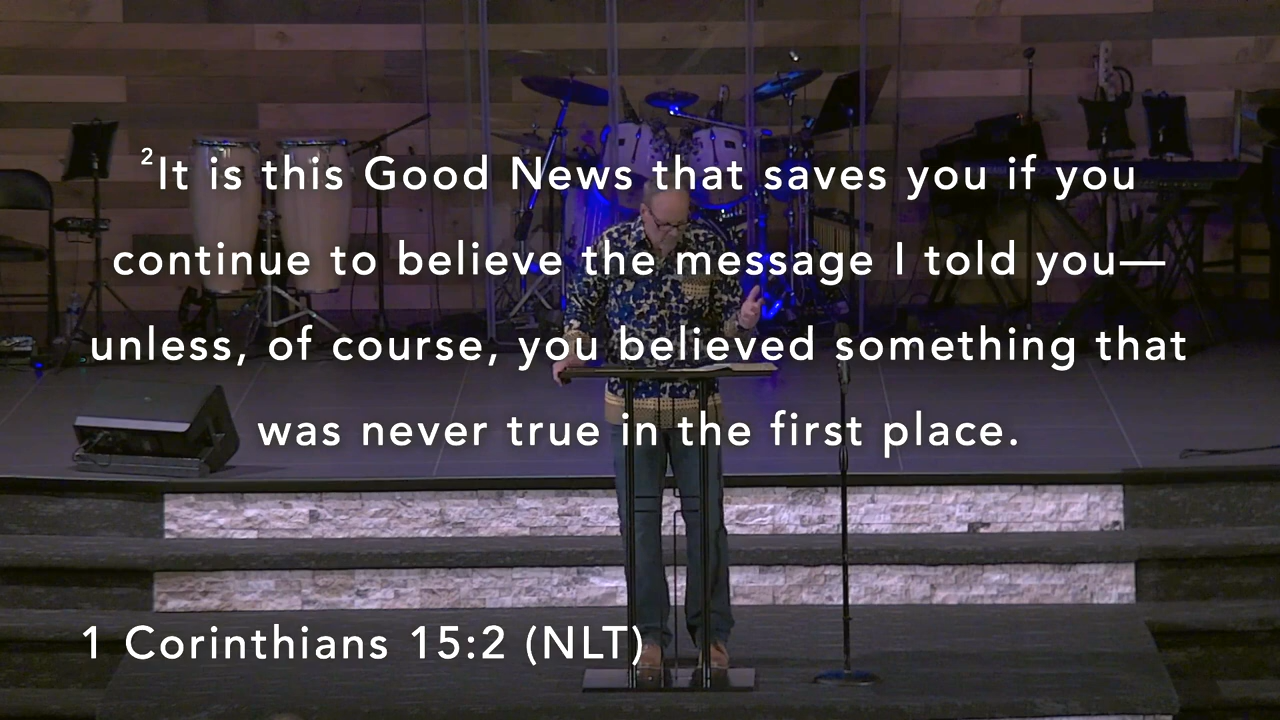 ²It is this Good News that saves you if you
continue to believe the message I told you—
unless, of course, you believed something that
was never true in the first place.
1 Corinthians 15:2 (NLT)